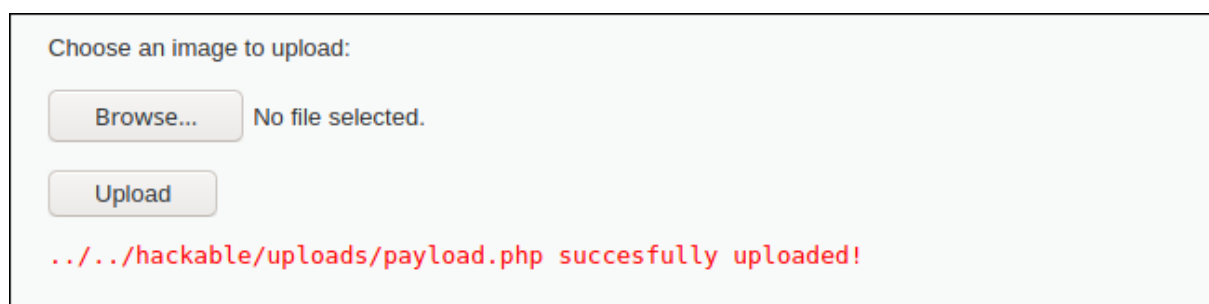 Choose an image to upload:
Browse... No file selected.
Upload
../../hackable/uploads/payload.php succesfully uploaded!